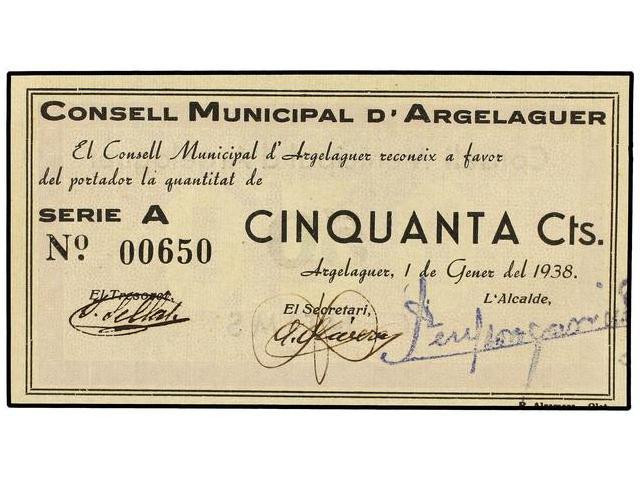 CONSELL MUNICIPAL D'ARGELAGUER
El Consell Municipal d'Argelaguer reconeix a favor
del portador la quantitat de
SERIE A
CINQUANTA Cts.
Nº 00650
Argelaguer, 1 de Gener del 1938.
El Tresorer,
El Secretari,
L'Alcalde,